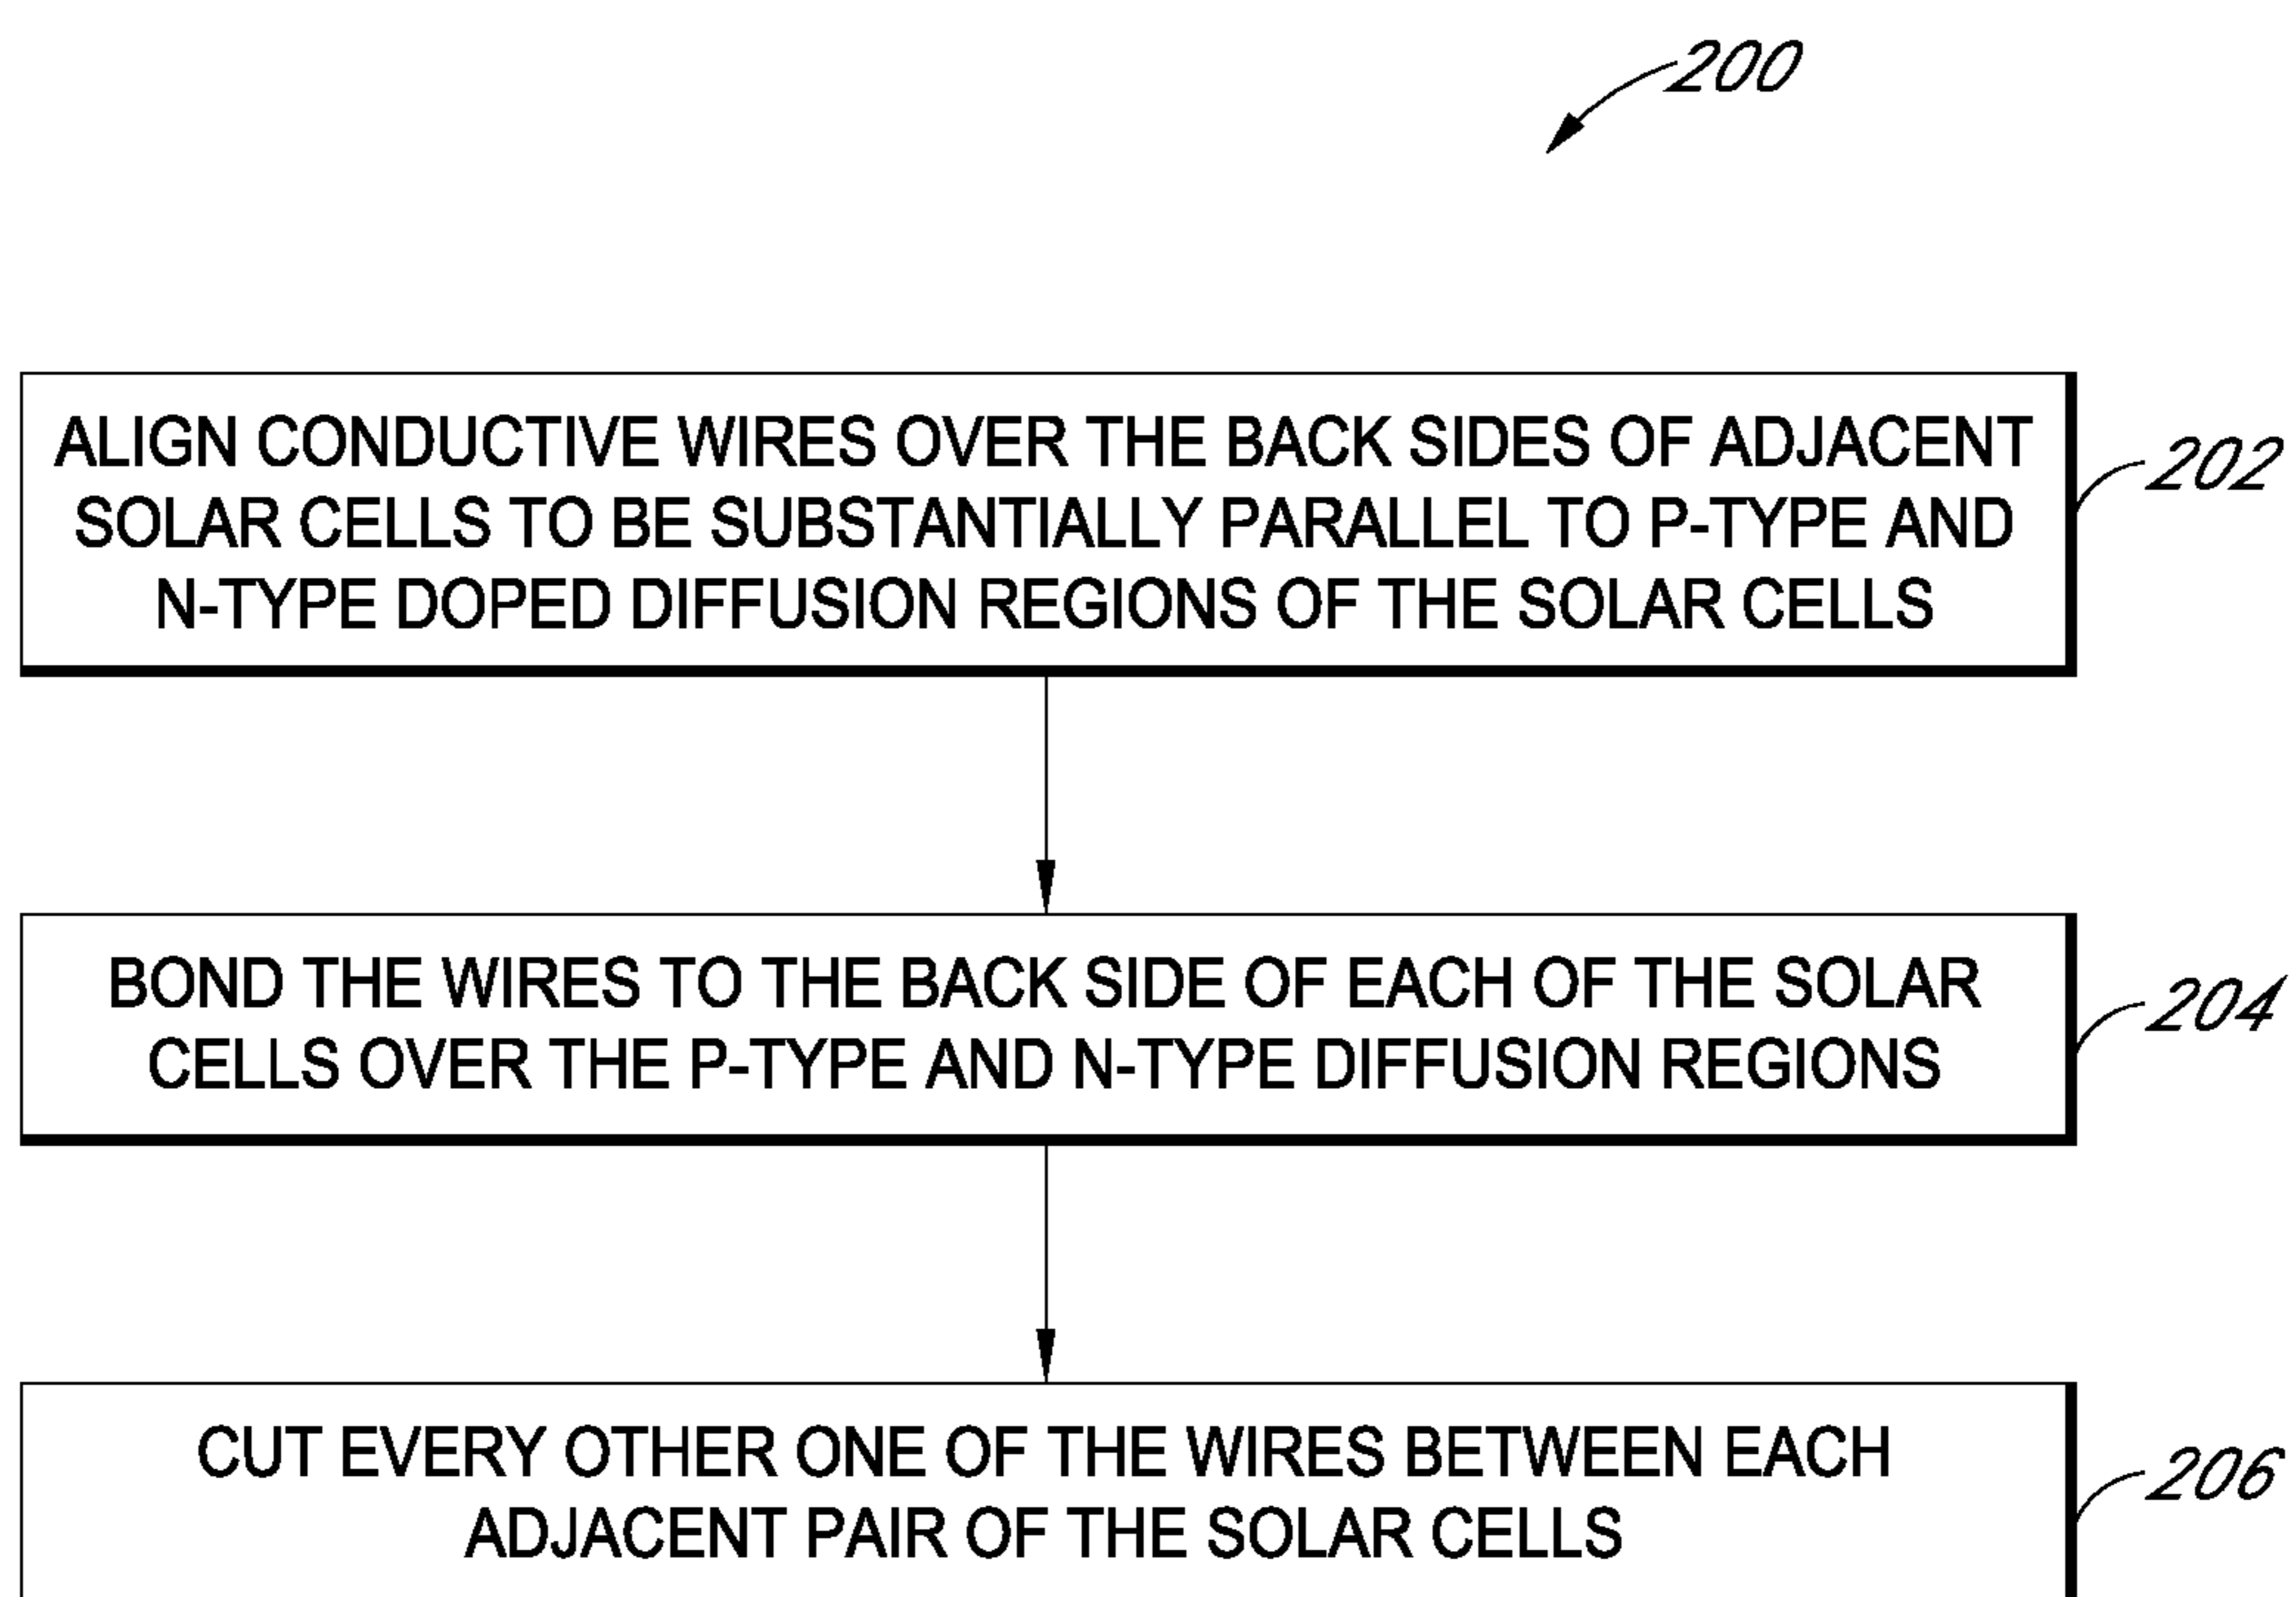 200
ALIGN CONDUCTIVE WIRES OVER THE BACK SIDES OF ADJACENT
SOLAR CELLS TO BE SUBSTANTIALLY PARALLEL TO P-TYPE AND
N-TYPE DOPED DIFFUSION REGIONS OF THE SOLAR CELLS
202
BOND THE WIRES TO THE BACK SIDE OF EACH OF THE SOLAR
CELLS OVER THE P-TYPE AND N-TYPE DIFFUSION REGIONS
204
CUT EVERY OTHER ONE OF THE WIRES BETWEEN EACH
ADJACENT PAIR OF THE SOLAR CELLS
206